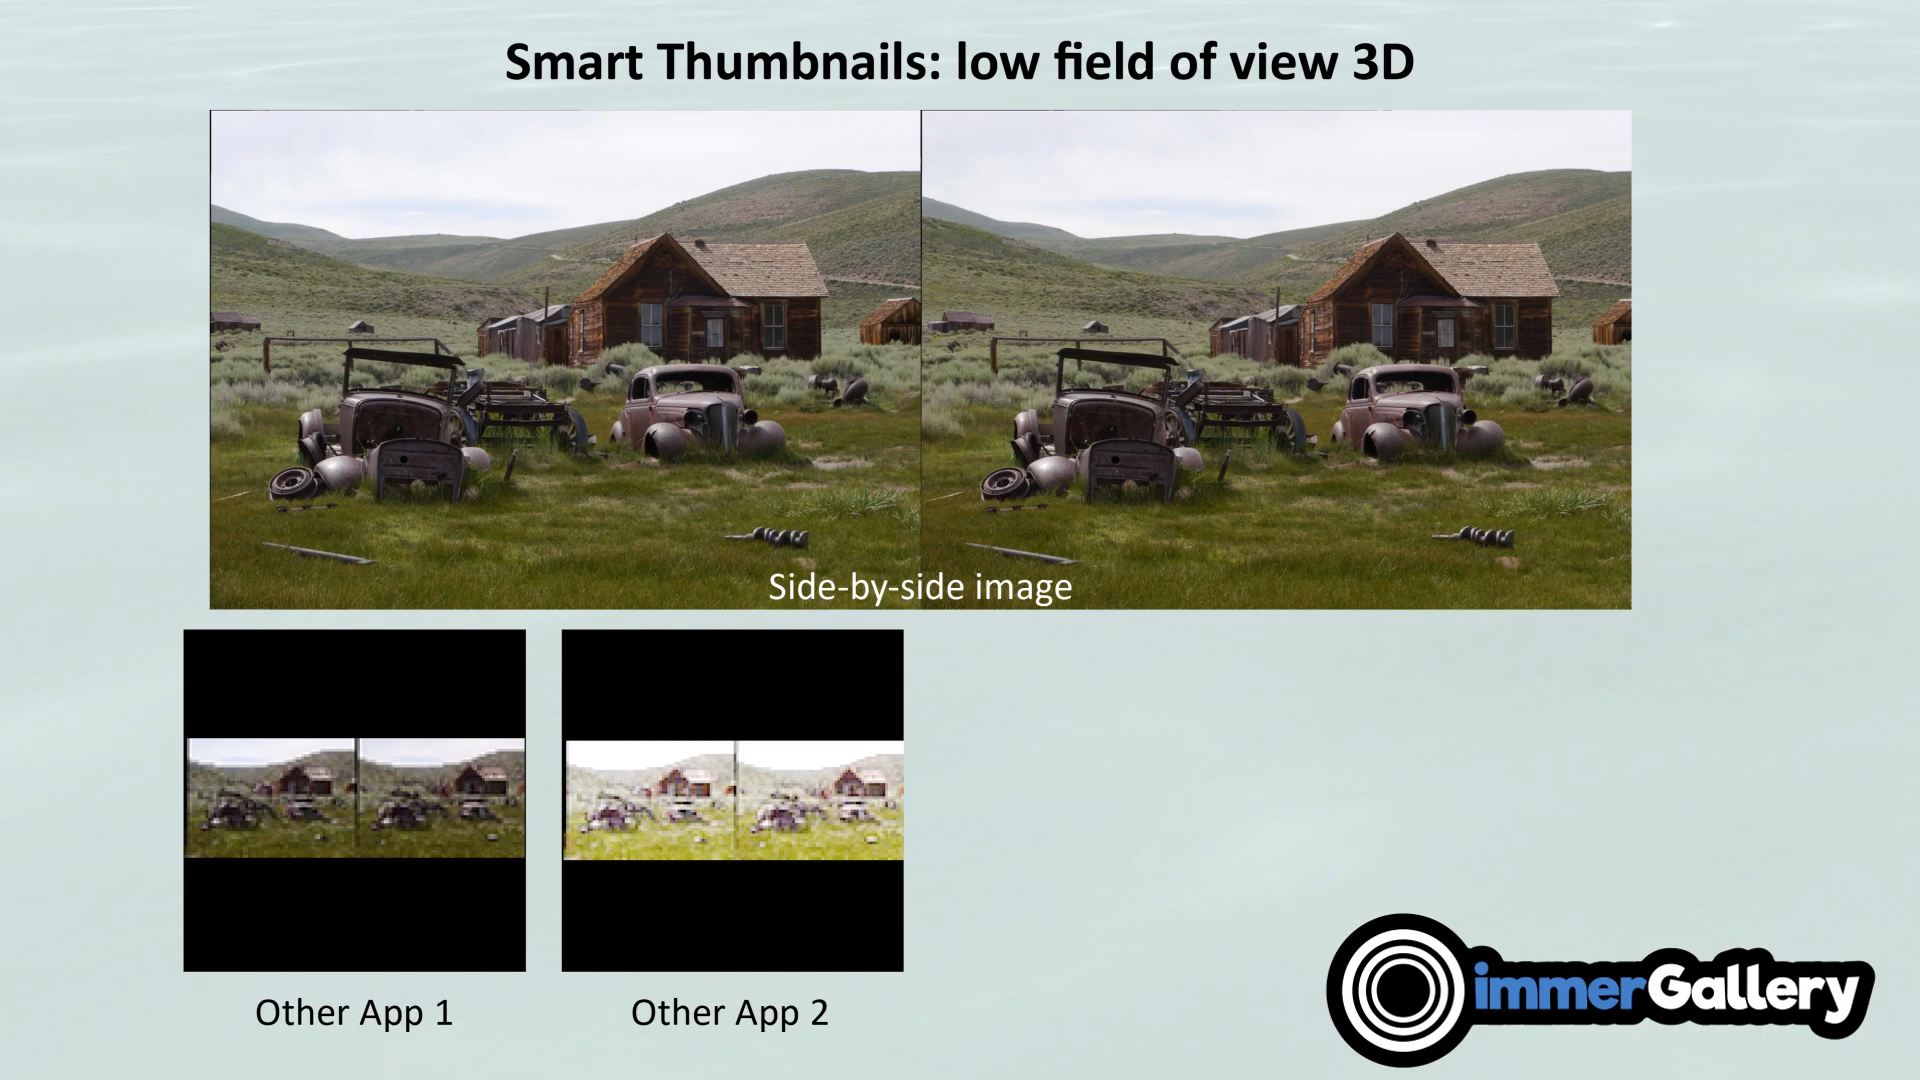 Smart Thumbnails: low field of view 3D
Side-by-side image
Other App 1
Other App 2
immerGallery